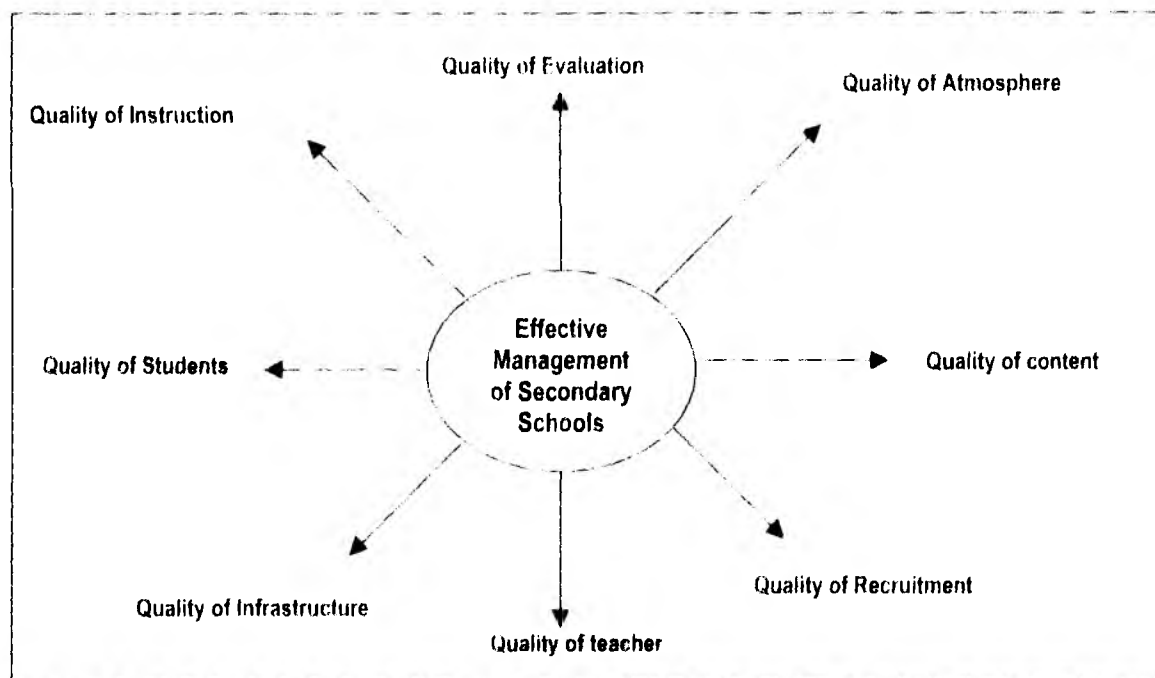 Quality of Evaluation
Quality of Atmosphere
Quality of Instruction
Quality of Students
Effective
Management
of Secondary
Schools
Quality of content
Quality of Infrastructure
Quality of Recruitment
Quality of teacher